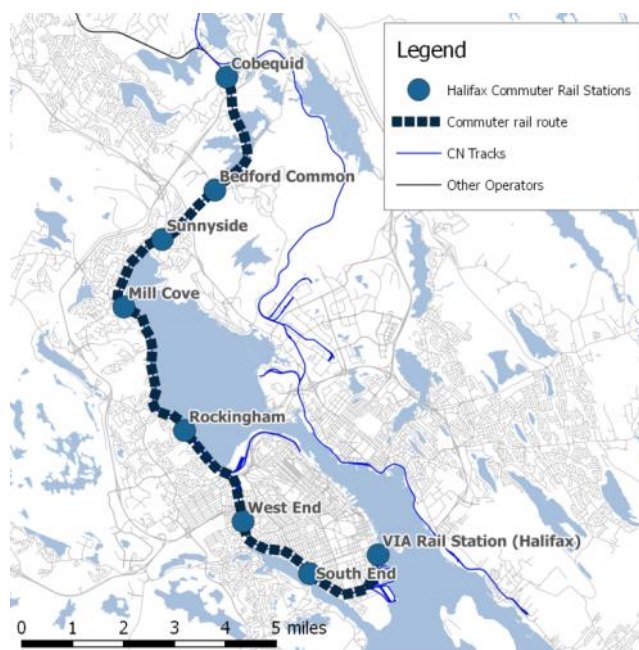 Legend
Halifax Commuter Rail Stations
Commuter rail route
CN Tracks
Other Operators
Cobequid
Bedford Common
Sunnyside
Mill Cove
Rockingham
West End
VIA Rail Station (Halifax)
South End
0 1 2 3 4 5 miles